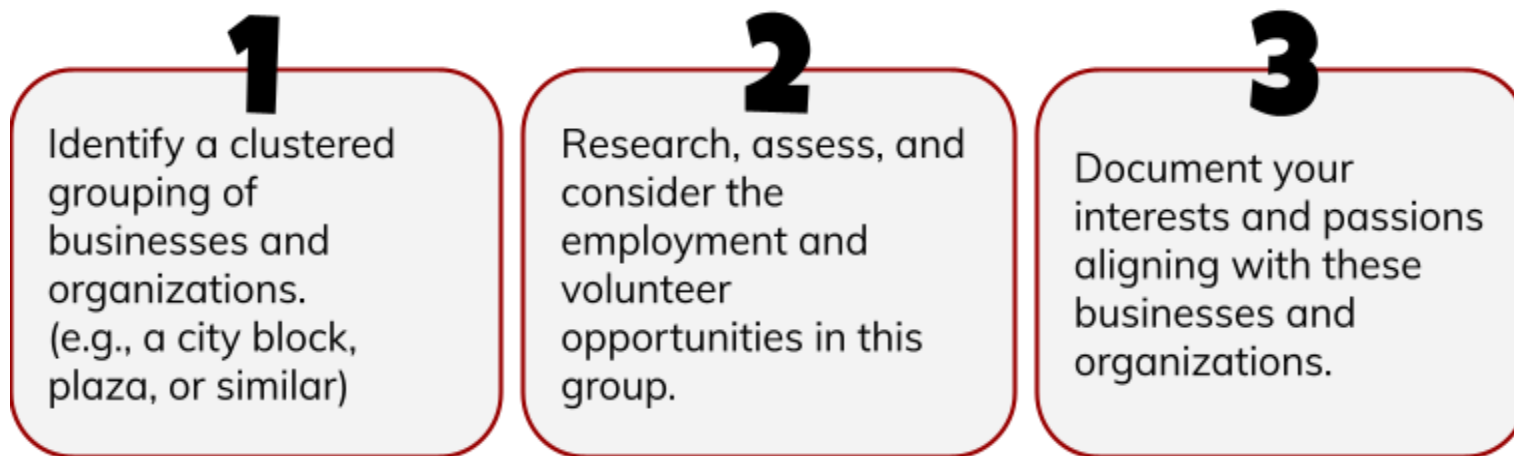 1
Identify a clustered
grouping of
businesses and
organizations.
(e.g., a city block,
plaza, or similar)
2
Research, assess, and
consider the
employment and
volunteer
opportunities in this
group.
3
Document your
interests and passions
aligning with these
businesses and
organizations.